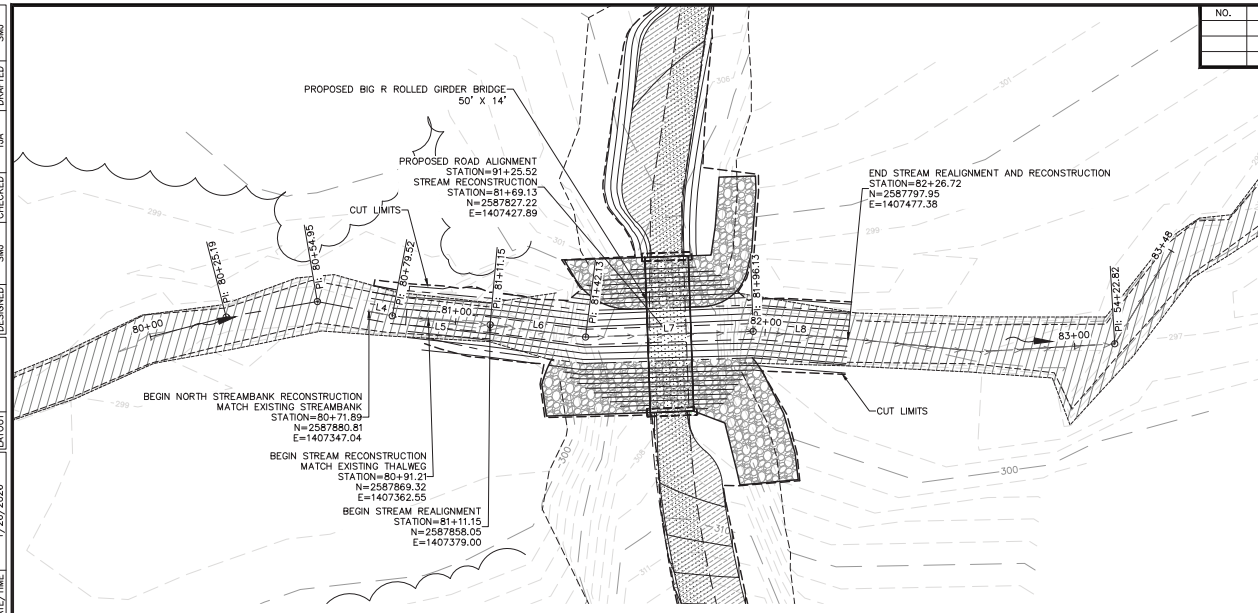 NO.
PROPOSED BIG R ROLLED GIRDER BRIDGE
50' X 14'
PROPOSED ROAD ALIGNMENT
STATION=91+25.52
STREAM RECONSTRUCTION
STATION=81+69.13
N=2587827.22
E=1407427.89
CUT LIMITS
END STREAM REALIGNMENT AND RECONSTRUCTION
STATION=82+26.72
N=2587797.95
E=1407477.38
PI: 80+25.19
PI: 80+54.95
PI: 80+79.52
PI: 81+11.15
PI: 81+42.13
PI: 81+96.13
PI: 54+22.82
83+48
80+00
L4
81+00
L5
L6
L7
82+00
L8
83+00
CUT LIMITS
BEGIN NORTH STREAMBANK RECONSTRUCTION
MATCH EXISTING STREAMBANK
STATION=80+71.89
N=2587880.81
E=1407347.04
BEGIN STREAM RECONSTRUCTION
MATCH EXISTING THALWEG
STATION=80+91.21
N=2587869.32
E=1407362.55
BEGIN STREAM REALIGNMENT
STATION=81+11.15
N=2587858.05
E=1407379.00
299
299
299
301
301
306
297
300
300
DRAFTED
CHECKED
DESIGNED
LAYOUT